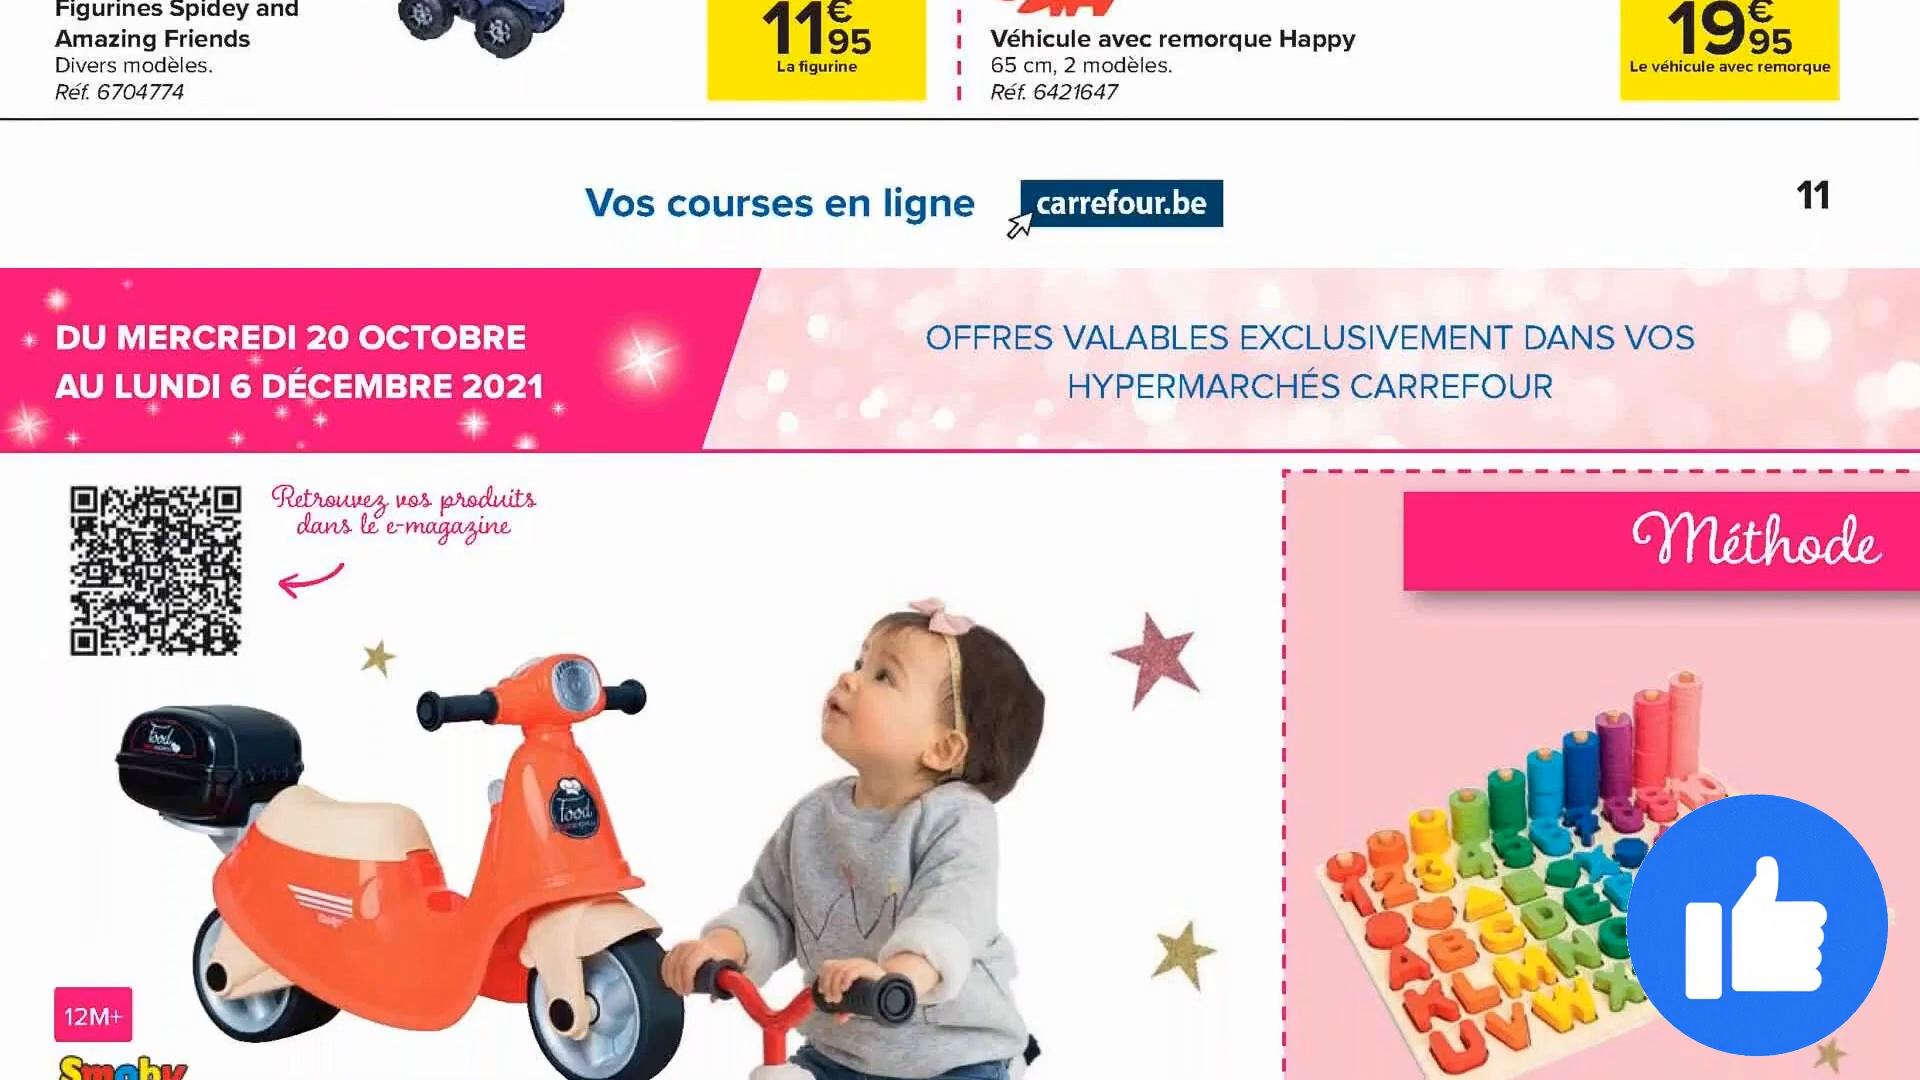 Figurines Spidey and
Amazing Friends
Divers modèles.
Réf. 6704774
11€95
La figurine
Véhicule avec remorque Happy
65 cm, 2 modèles.
Réf. 6421647
19€95
Le véhicule avec remorque
Vos courses en ligne
carrefour.be
11
DU MERCREDI 20 OCTOBRE
AU LUNDI 6 DÉCEMBRE 2021
OFFRES VALABLES EXCLUSIVEMENT DANS VOS
HYPERMARCHÉS CARREFOUR
Retrouvez vos produits
dans le e-magazine
Méthode
Food
Food
12M+
Smoby